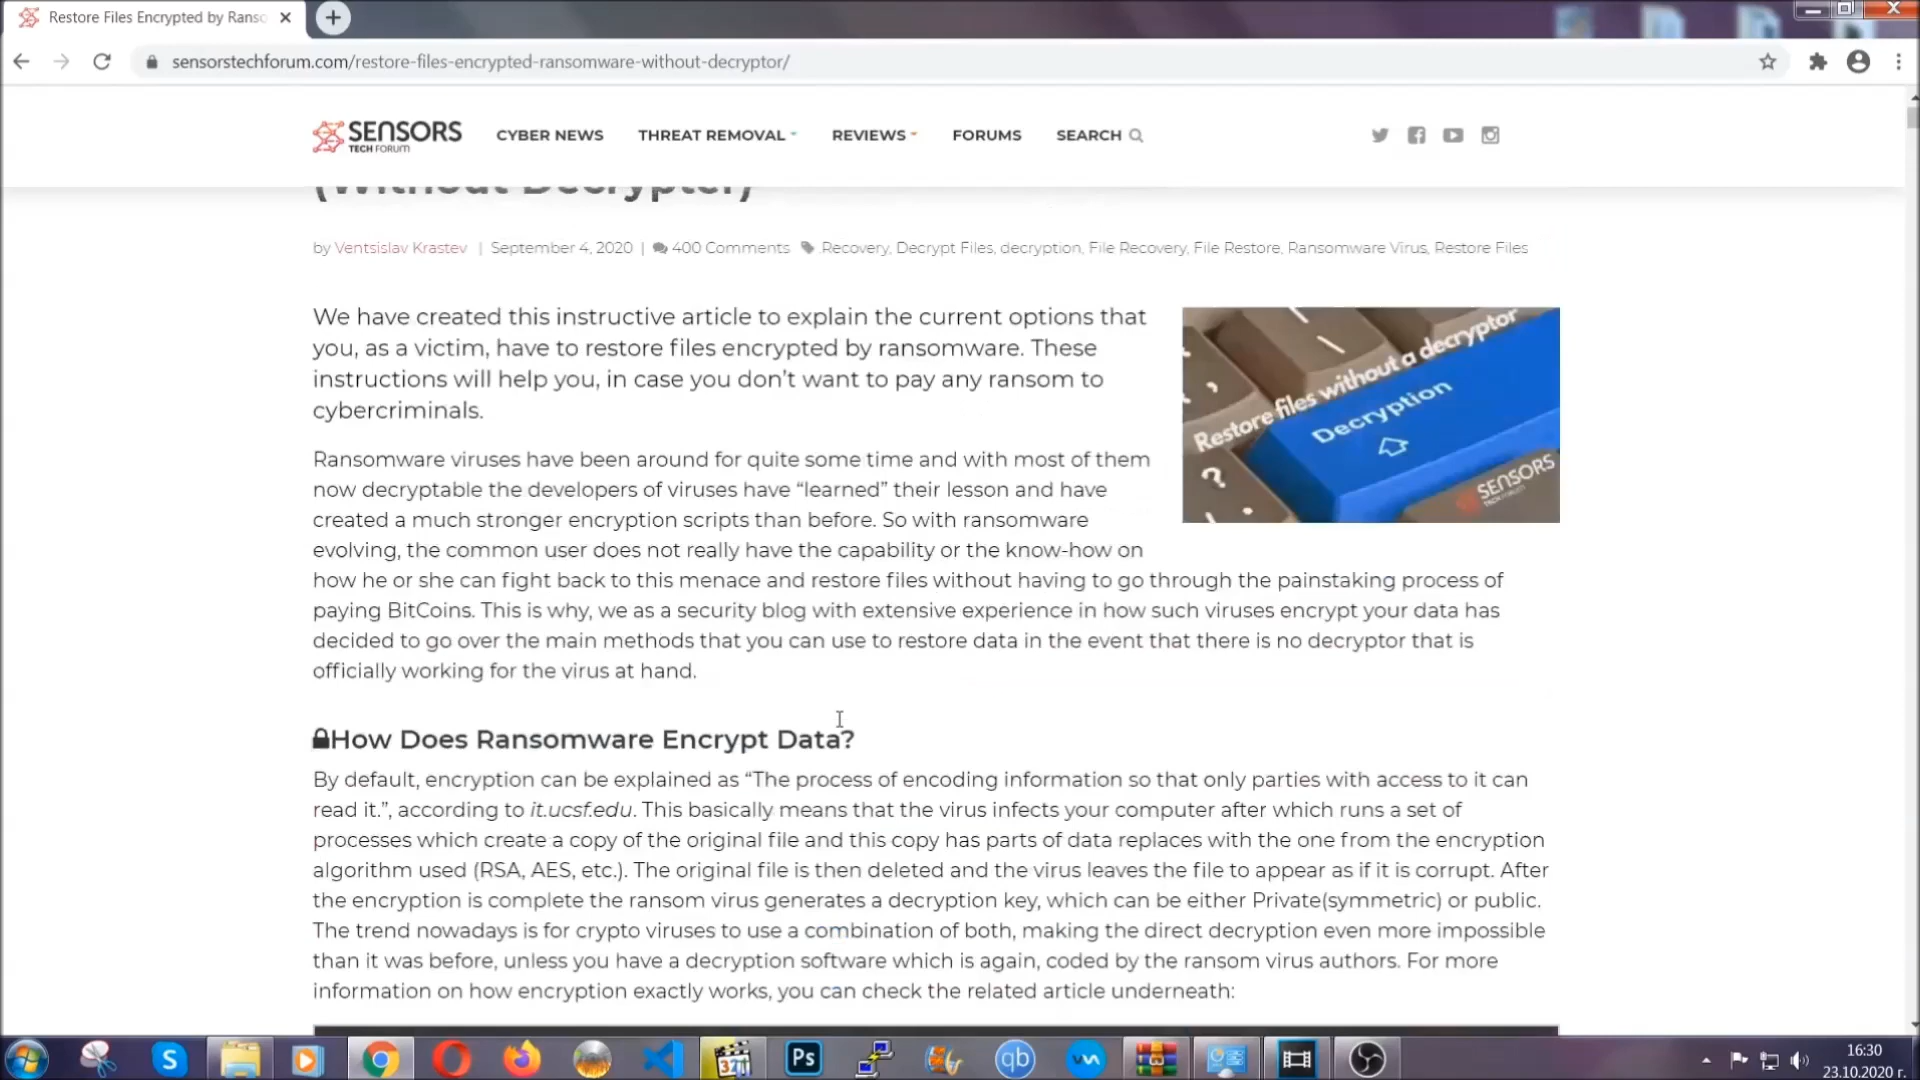 Restore Files Encrypted by Ranso
sensorstechforum.com/restore-files-encrypted-ransomware-without-decryptor/
SENSORS
TECH FORUM
CYBER NEWS
THREAT REMOVAL
REVIEWS
FORUMS
SEARCH
(Without Decrypter)
by Ventsislav Krastev | September 4, 2020 | 400 Comments Recovery, Decrypt Files, decryption, File Recovery, File Restore, Ransomware Virus, Restore Files
We have created this instructive article to explain the current options that
you, as a victim, have to restore files encrypted by ransomware. These
instructions will help you, in case you don’t want to pay any ransom to
cybercriminals.
Restore files without a decryptor
Decryption
SENSORS
Ransomware viruses have been around for quite some time and with most of them
now decryptable the developers of viruses have “learned” their lesson and have
created a much stronger encryption scripts than before. So with ransomware
evolving, the common user does not really have the capability or the know-how on
how he or she can fight back to this menace and restore files without having to go through the painstaking process of
paying BitCoins. This is why, we as a security blog with extensive experience in how such viruses encrypt your data has
decided to go over the main methods that you can use to restore data in the event that there is no decryptor that is
officially working for the virus at hand.
How Does Ransomware Encrypt Data?
By default, encryption can be explained as “The process of encoding information so that only parties with access to it can
read it.”, according to it.ucsf.edu. This basically means that the virus infects your computer after which runs a set of
processes which create a copy of the original file and this copy has parts of data replaces with the one from the encryption
algorithm used (RSA, AES, etc.). The original file is then deleted and the virus leaves the file to appear as if it is corrupt. After
the encryption is complete the ransom virus generates a decryption key, which can be either Private(symmetric) or public.
The trend nowadays is for crypto viruses to use a combination of both, making the direct decryption even more impossible
than it was before, unless you have a decryption software which is again, coded by the ransom virus authors. For more
information on how encryption exactly works, you can check the related article underneath:
S
321
Ps
qb
16:30
23.10.2020 г.